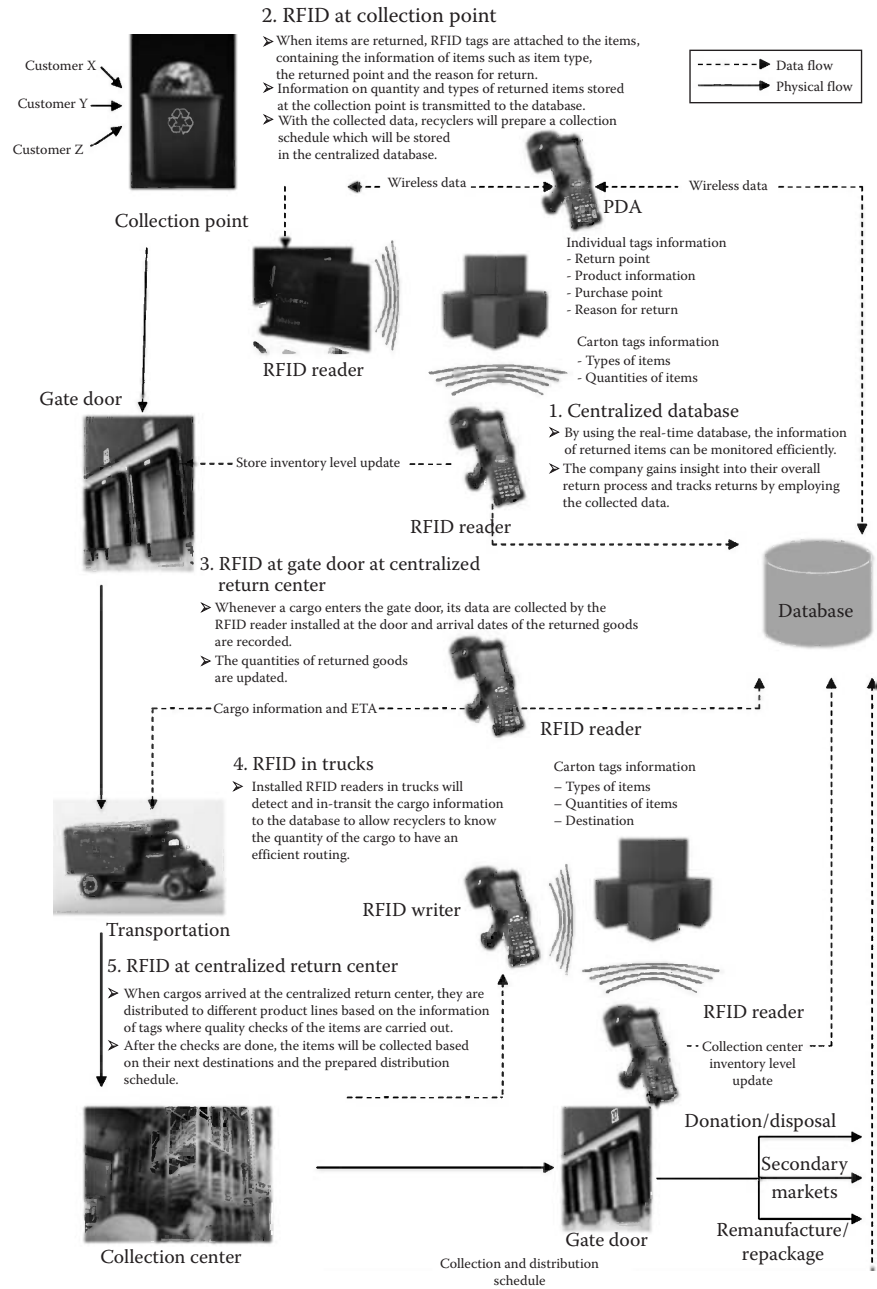 2. RFID at collection point
➢ When items are returned, RFID tags are attached to the items,
containing the information of items such as item type,
the returned point and the reason for return.
➢ Information on quantity and types of returned items stored
at the collection point is transmitted to the database.
➢ With the collected data, recyclers will prepare a collection
schedule which will be stored
in the centralized database.
Data flow
Physical flow
Customer X
Customer Y
Customer Z
Collection point
Wireless data
Wireless data
PDA
RFID reader
Individual tags information
- Return point
- Product information
- Purchase point
- Reason for return
Carton tags information
- Types of items
- Quantities of items
Gate door
1. Centralized database
➢ By using the real-time database, the information
of returned items can be monitored efficiently.
➢ The company gains insight into their overall
return process and tracks returns by employing
the collected data.
Store inventory level update
RFID reader
Database
3. RFID at gate door at centralized
return center
➢ Whenever a cargo enters the gate door, its data are collected by the
RFID reader installed at the door and arrival dates of the returned goods
are recorded.
➢ The quantities of returned goods
are updated.
Cargo information and ETA
RFID reader
4. RFID in trucks
➢ Installed RFID readers in trucks will
detect and in-transit the cargo information
to the database to allow recyclers to know
the quantity of the cargo to have an
efficient routing.
Carton tags information
– Types of items
– Quantities of items
– Destination
RFID writer
Transportation
5. RFID at centralized return center
➢ When cargos arrived at the centralized return center, they are
distributed to different product lines based on the information
of tags where quality checks of the items are carried out.
➢ After the checks are done, the items will be collected based
on their next destinations and the prepared distribution
schedule.
RFID reader
Collection center
inventory level
update
Donation/disposal
Secondary
markets
Remanufacture/
repackage
Collection center
Gate door
Collection and distribution
schedule